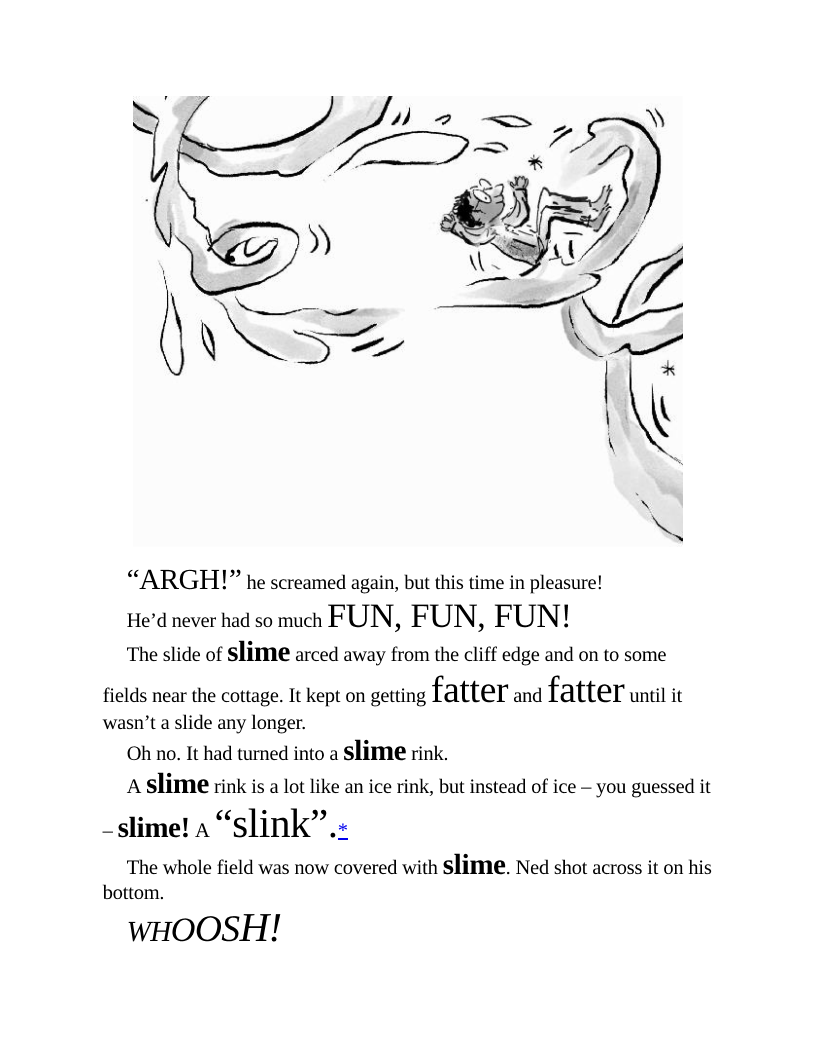 “ARGH!” he screamed again, but this time in pleasure!
He’d never had so much FUN, FUN, FUN!
The slide of slime arced away from the cliff edge and on to some
fields near the cottage. It kept on getting fatter and fatter until it
wasn’t a slide any longer.
Oh no. It had turned into a slime rink.
A slime rink is a lot like an ice rink, but instead of ice – you guessed it
– slime! A “slink”.*
The whole field was now covered with slime. Ned shot across it on his
bottom.
WHOOSH!